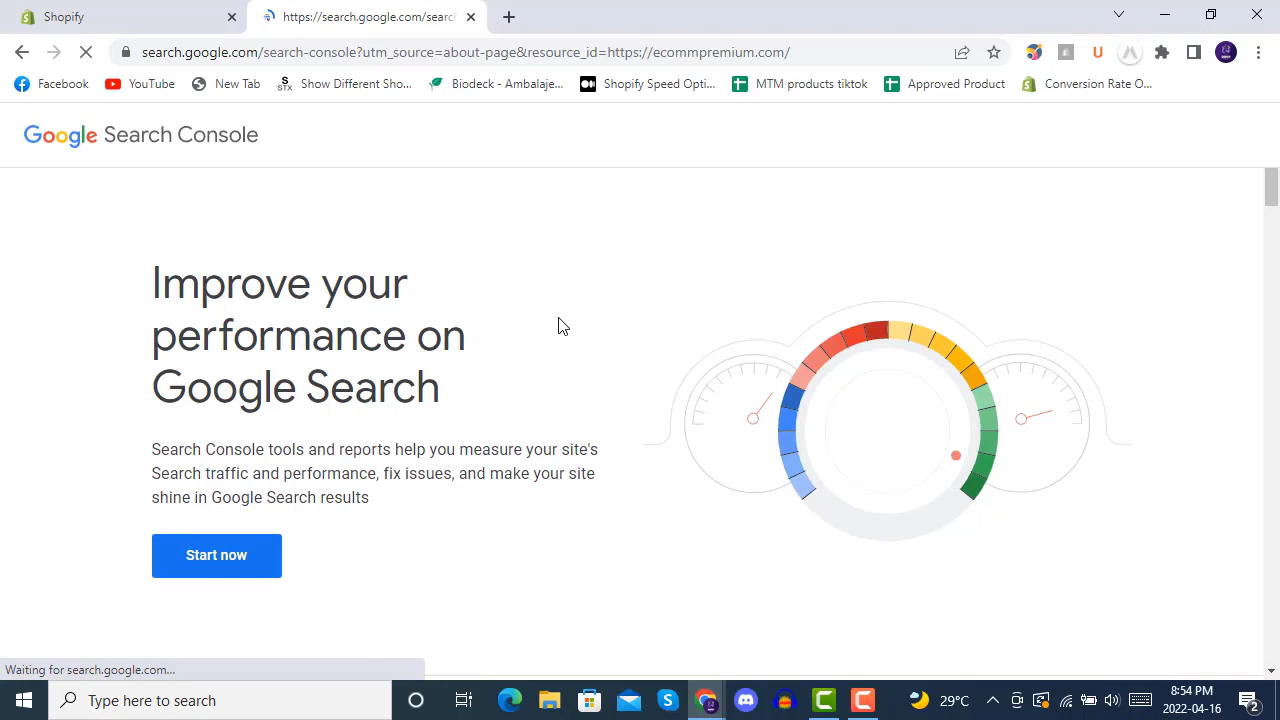 Shopify
https://search.google.com/searc
search.google.com/search-console?utm_source=about-page&resource_id=https://ecommpremium.com/
Facebook
YouTube
New Tab
STX
Show Different Sho...
Biodeck - Ambalaje...
Shopify Speed Opti...
MTM products tiktok
Approved Product
Conversion Rate O...
Google Search Console
Improve your
performance on
Google Search
Search Console tools and reports help you measure your site's
Search traffic and performance, fix issues, and make your site
shine in Google Search results
Start now
Waiting for search.google.com...
Type here to search
29°C
8:54 PM
2022-04-16
2